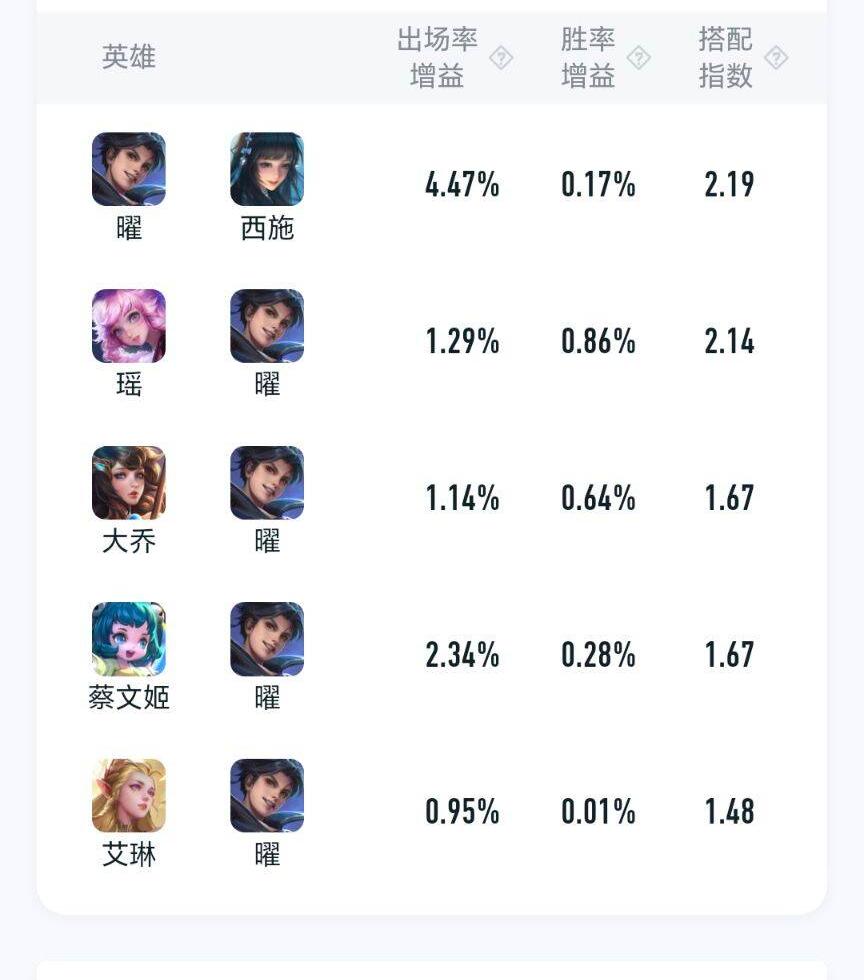 英雄 出场率增益 ? 胜率增益 ? 搭配指数 ?
曜 西施 4.47% 0.17% 2.19
瑶 曜 1.29% 0.86% 2.14
大乔 曜 1.14% 0.64% 1.67
蔡文姬 曜 2.34% 0.28% 1.67
艾琳 曜 0.95% 0.01% 1.48